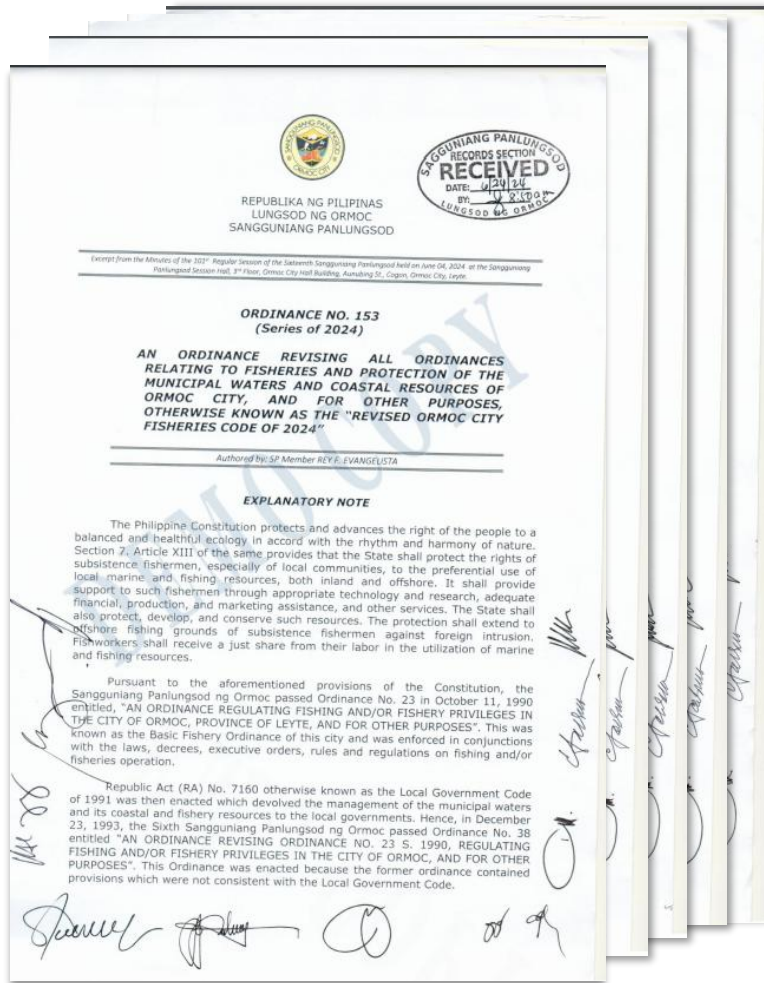 SANGGUNIANG PANLUNGSOD
ORMOC CITY
SAGGUNIANG PANLUNGSOD
RECORDS SECTION
RECEIVED
DATE: 6/24/24
BY: 8:50am
LUNGSOD NG ORMOC
REPUBLIKA NG PILIPINAS
LUNGSOD NG ORMOC
SANGGUNIANG PANLUNGSOD
Excerpt from the Minutes of the 101st Regular Session of the Sixteenth Sangguniang Panlungsod held on June 04, 2024 at the Sangguniang
Panlungsod Session Hall, 3rd Floor, Ormoc City Hall Building, Aunubing St., Cogon, Ormoc City, Leyte.
ORDINANCE NO. 153
(Series of 2024)
AN ORDINANCE REVISING ALL ORDINANCES
RELATING TO FISHERIES AND PROTECTION OF THE
MUNICIPAL WATERS AND COASTAL RESOURCES OF
ORMOC CITY, AND FOR OTHER PURPOSES,
OTHERWISE KNOWN AS THE "REVISED ORMOC CITY
FISHERIES CODE OF 2024"
Authored by: SP Member REY F. EVANGELISTA
EXPLANATORY NOTE
The Philippine Constitution protects and advances the right of the people to a
balanced and healthful ecology in accord with the rhythm and harmony of nature.
Section 7, Article XIII of the same provides that the State shall protect the rights of
subsistence fishermen, especially of local communities, to the preferential use of
local marine and fishing resources, both inland and offshore. It shall provide
support to such fishermen through appropriate technology and research, adequate
financial, production, and marketing assistance, and other services. The State shall
also protect, develop, and conserve such resources. The protection shall extend to
offshore fishing grounds of subsistence fishermen against foreign intrusion.
Fishworkers shall receive a just share from their labor in the utilization of marine
and fishing resources.
Pursuant to the aforementioned provisions of the Constitution, the
Sangguniang Panlungsod ng Ormoc passed Ordinance No. 23 in October 11, 1990
entitled, "AN ORDINANCE REGULATING FISHING AND/OR FISHERY PRIVILEGES IN
THE CITY OF ORMOC, PROVINCE OF LEYTE, AND FOR OTHER PURPOSES". This was
known as the Basic Fishery Ordinance of this city and was enforced in conjunctions
with the laws, decrees, executive orders, rules and regulations on fishing and/or
fisheries operation.
Republic Act (RA) No. 7160 otherwise known as the Local Government Code
of 1991 was then enacted which devolved the management of the municipal waters
and its coastal and fishery resources to the local governments. Hence, in December
23, 1993, the Sixth Sangguniang Panlungsod ng Ormoc passed Ordinance No. 38
entitled "AN ORDINANCE REVISING ORDINANCE NO. 23 S. 1990, REGULATING
FISHING AND/OR FISHERY PRIVILEGES IN THE CITY OF ORMOC, AND FOR OTHER
PURPOSES". This Ordinance was enacted because the former ordinance contained
provisions which were not consistent with the Local Government Code.
DEMO COPY